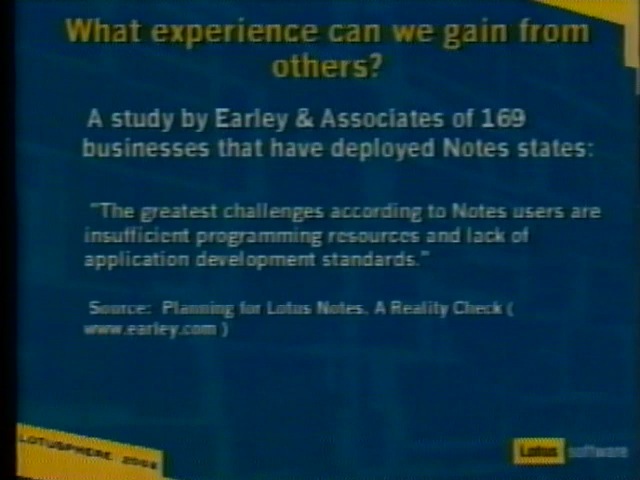 What experience can we gain from
others?
A study by Earley & Associates of 169
businesses that have deployed Notes states:
"The greatest challenges according to Notes users are
insufficient programming resources and lack of
application development standards."
Source: Planning for Lotus Notes. A Reality Check (
www.earley.com )
LOTUSPHERE
Lotus software